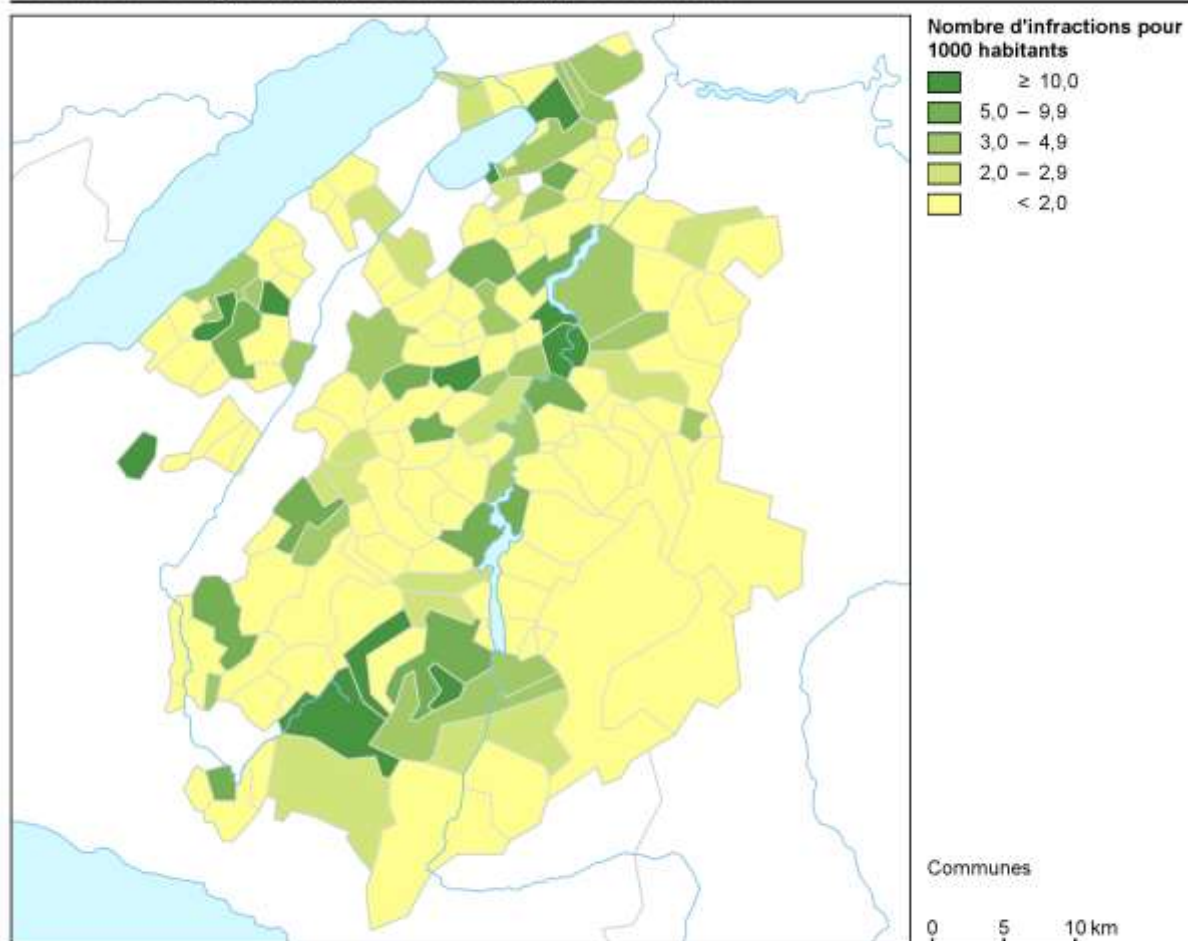 Nombre d'infractions pour
1000 habitants
≥ 10,0
5,0 – 9,9
3,0 – 4,9
2,0 – 2,9
< 2,0
Communes
0 5 10 km